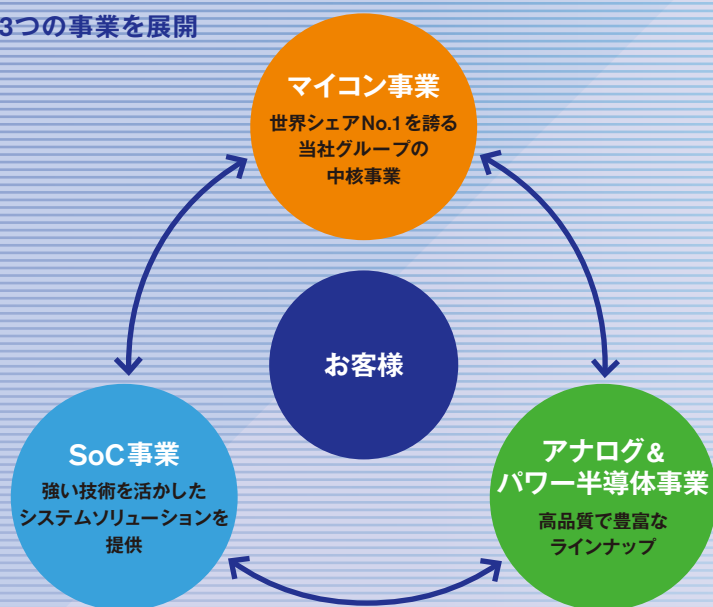 3つの事業を展開
マイコン事業
世界シェアNo.1を誇る
当社グループの
中核事業
お客様
SoC事業
強い技術を活かした
システムソリューションを
提供
アナログ&
パワー半導体事業
高品質で豊富な
ラインナップ